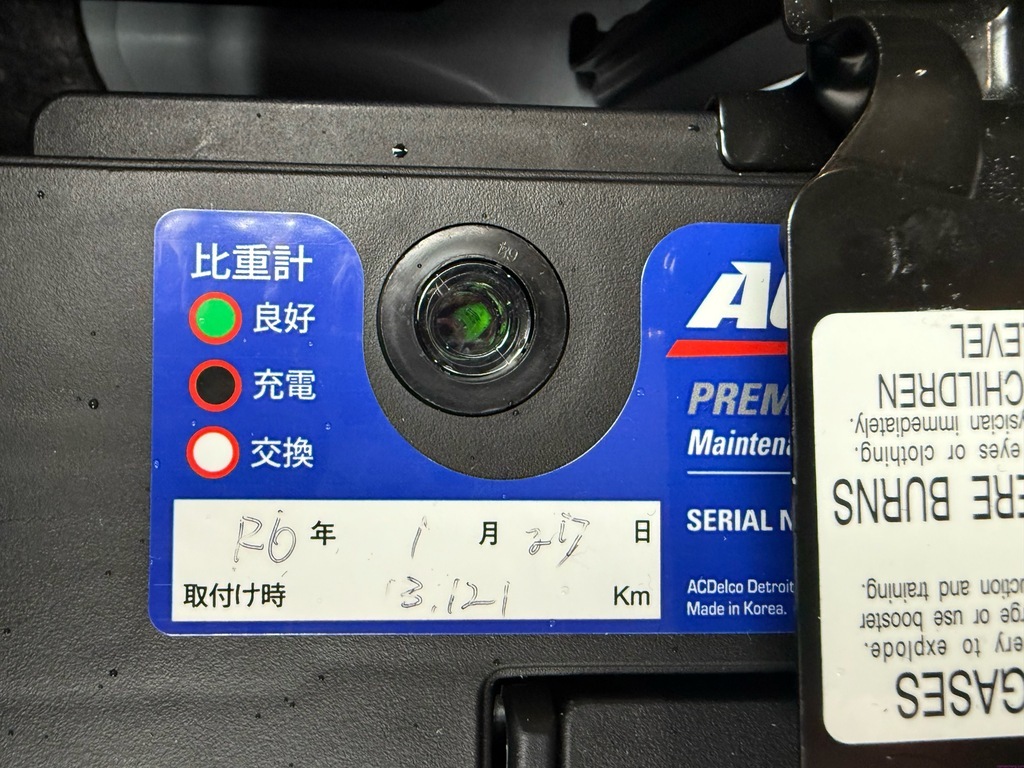 比重計
良好
充電
交換
R6 年 1 月 27 日
取付け時 3.121 Km
AC
PREM
Maintena
SERIAL N
ACDelco Detroit
Made in Korea.
LEVEL
CHILDREN
ysician immediately.
eyes or clothing.
ERE BURNS
uction and training.
rge or use booster
ery to explode.
GASES